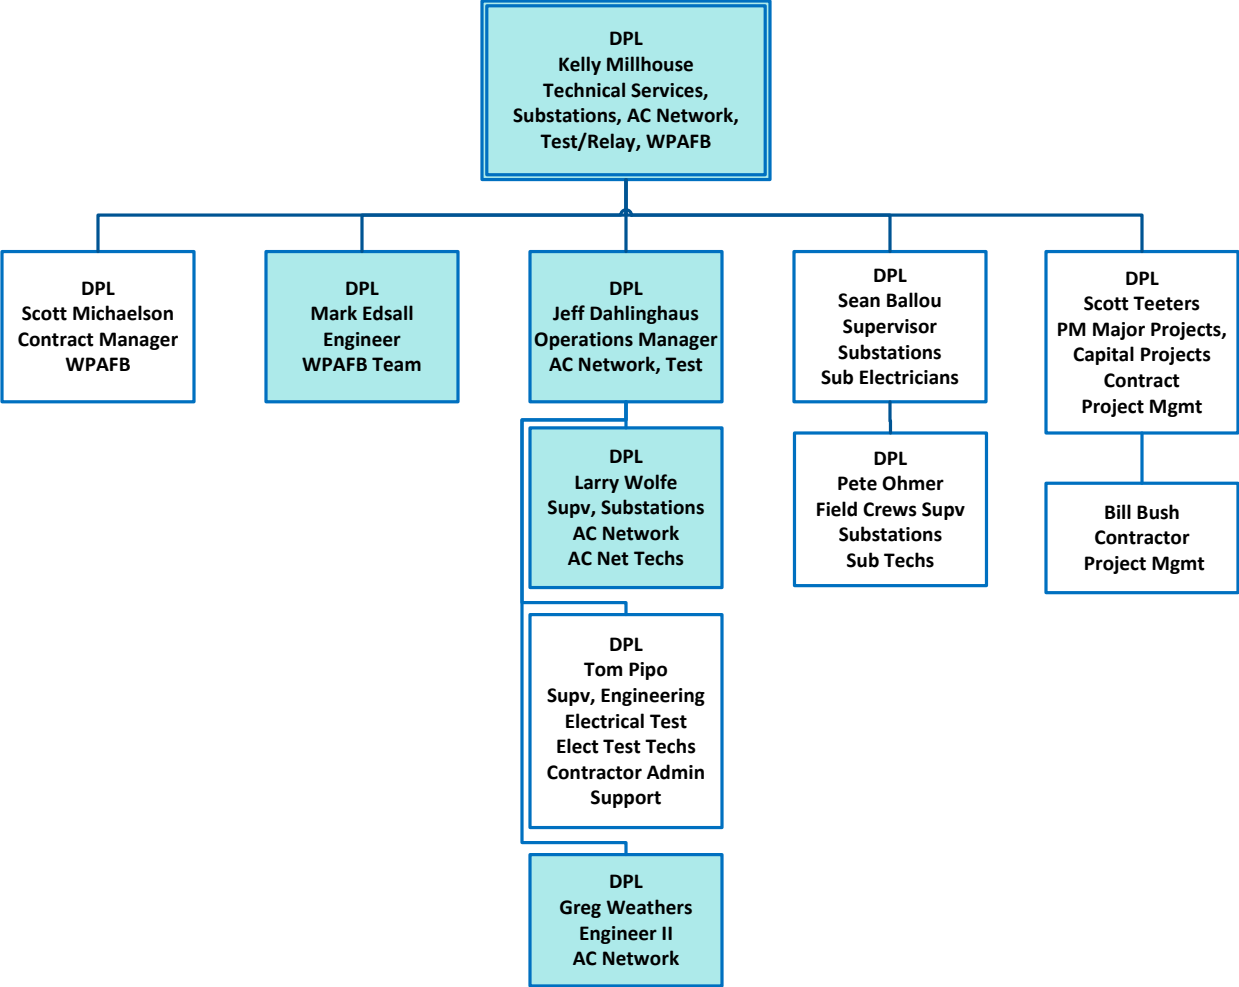 DPL
Kelly Millhouse
Technical Services,
Substations, AC Network,
Test/Relay, WPAFB
DPL
Scott Michaelson
Contract Manager
WPAFB
DPL
Mark Edsall
Engineer
WPAFB Team
DPL
Jeff Dahlinghaus
Operations Manager
AC Network, Test
DPL
Sean Ballou
Supervisor
Substations
Sub Electricians
DPL
Scott Teeters
PM Major Projects,
Capital Projects
Contract
Project Mgmt
DPL
Larry Wolfe
Supv, Substations
AC Network
AC Net Techs
DPL
Pete Ohmer
Field Crews Supv
Substations
Sub Techs
Bill Bush
Contractor
Project Mgmt
DPL
Tom Pipo
Supv, Engineering
Electrical Test
Elect Test Techs
Contractor Admin
Support
DPL
Greg Weathers
Engineer II
AC Network